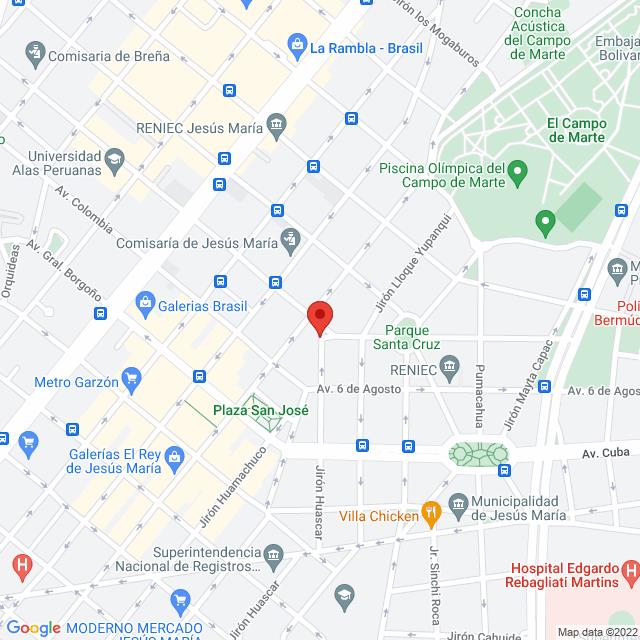 Jirón los Mogaburos
Concha
Acústica
del Campo
de Marte
Embaja
Bolivar
Comisaria de Breña
La Rambla - Brasil
RENIEC Jesús María
El Campo
de Marte
Universidad
Alas Peruanas
Piscina Olímpica del
Campo de Marte
Av. Colombia
Orquideas
Av. Gral. Borgoño
Comisaría de Jesús María
Jirón Lloque Yupanqui
M
P
Galerias Brasil
Polí
Bermúd
Parque
Santa Cruz
RENIEC
Pumacahua
Jirón Mayta Capac
Metro Garzón
Av. 6 de Agosto
Av. 6 de Agos
Plaza San José
Galerías El Rey
de Jesús María
Av. Cuba
Jirón Huamachuco
Jirón Huascar
Villa Chicken
Municipalidad
de Jesús María
Superintendencia
Nacional de Registros...
Jr. Sinchi Roca
Hospital Edgardo
Rebagliati Martins
H
H
Jirón Huascar
Google
MODERNO MERCADO
JESÚS MARÍA
Jirón Cahuide
Map data ©2022